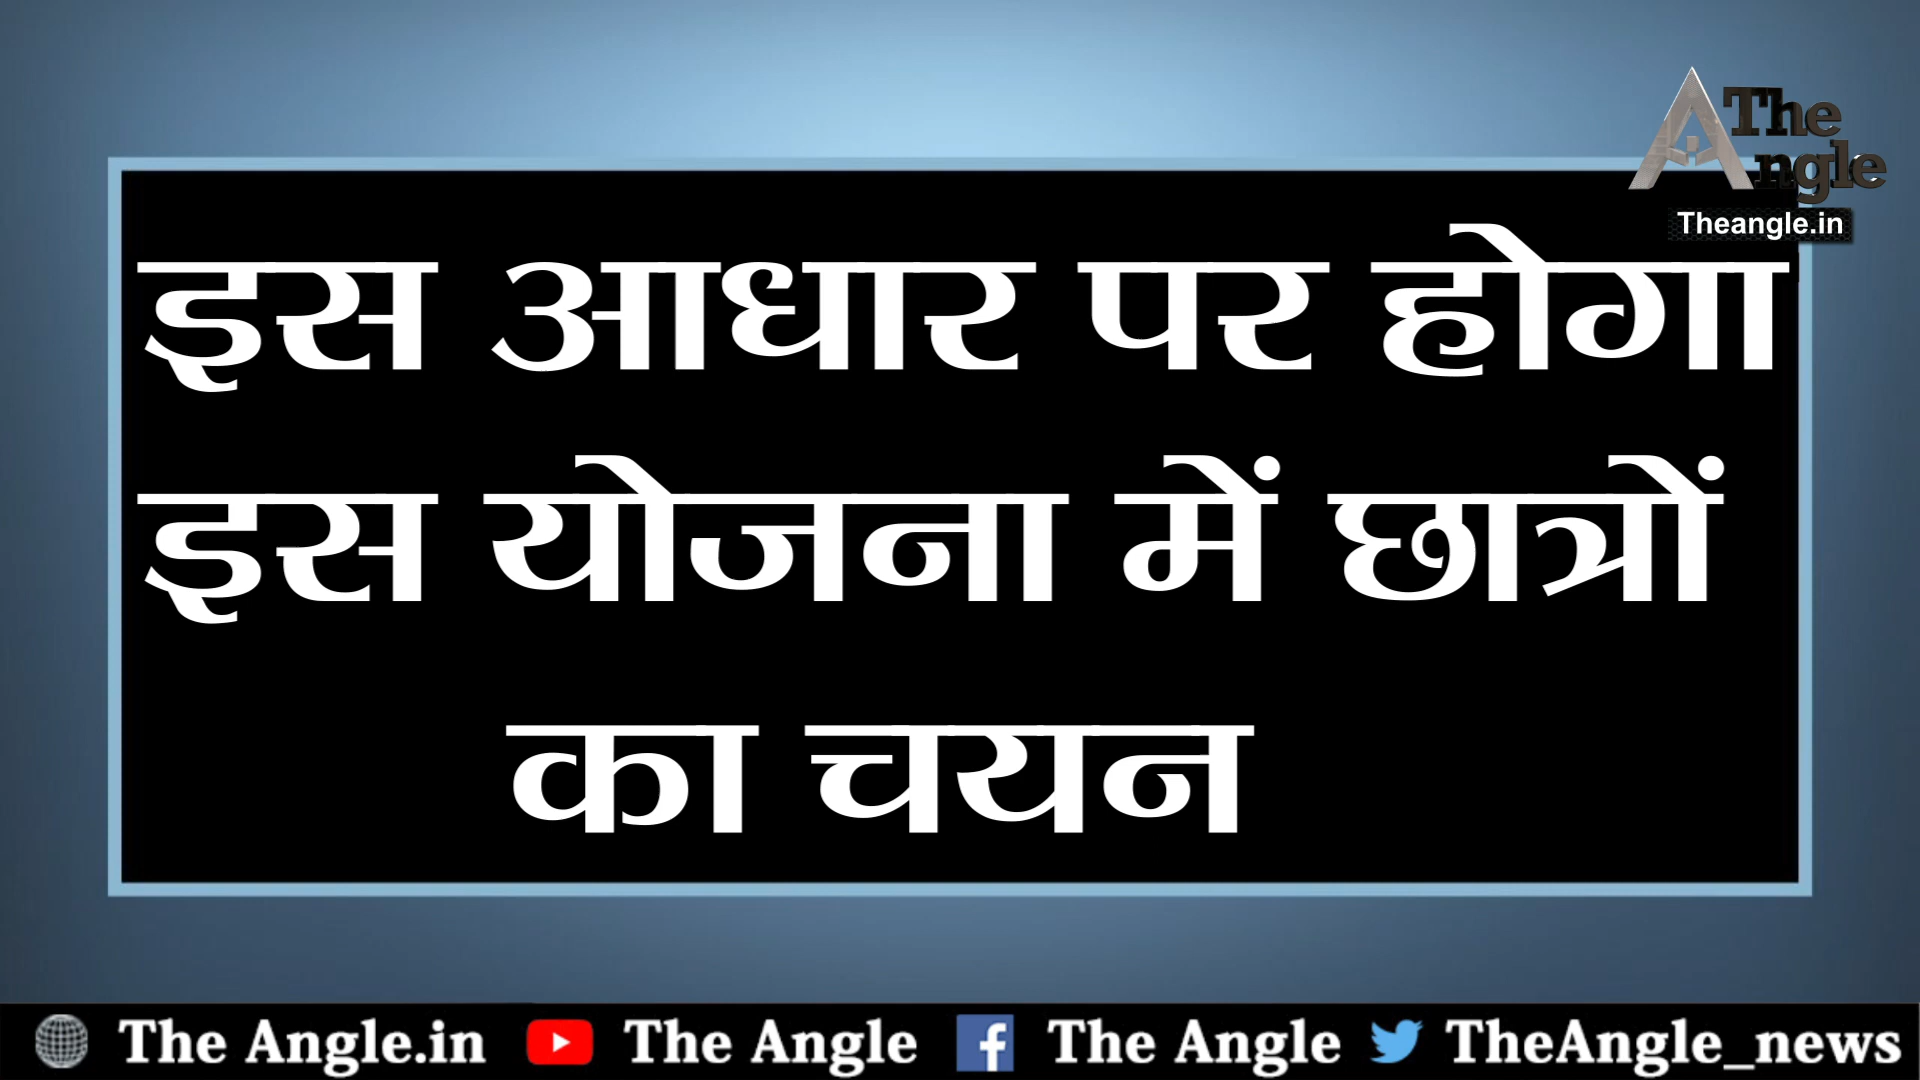 The
Angle
Theangle.in
इस आधार पर होगा
इस योजना में छात्रों
का चयन
The Angle.in The Angle The Angle TheAngle_news